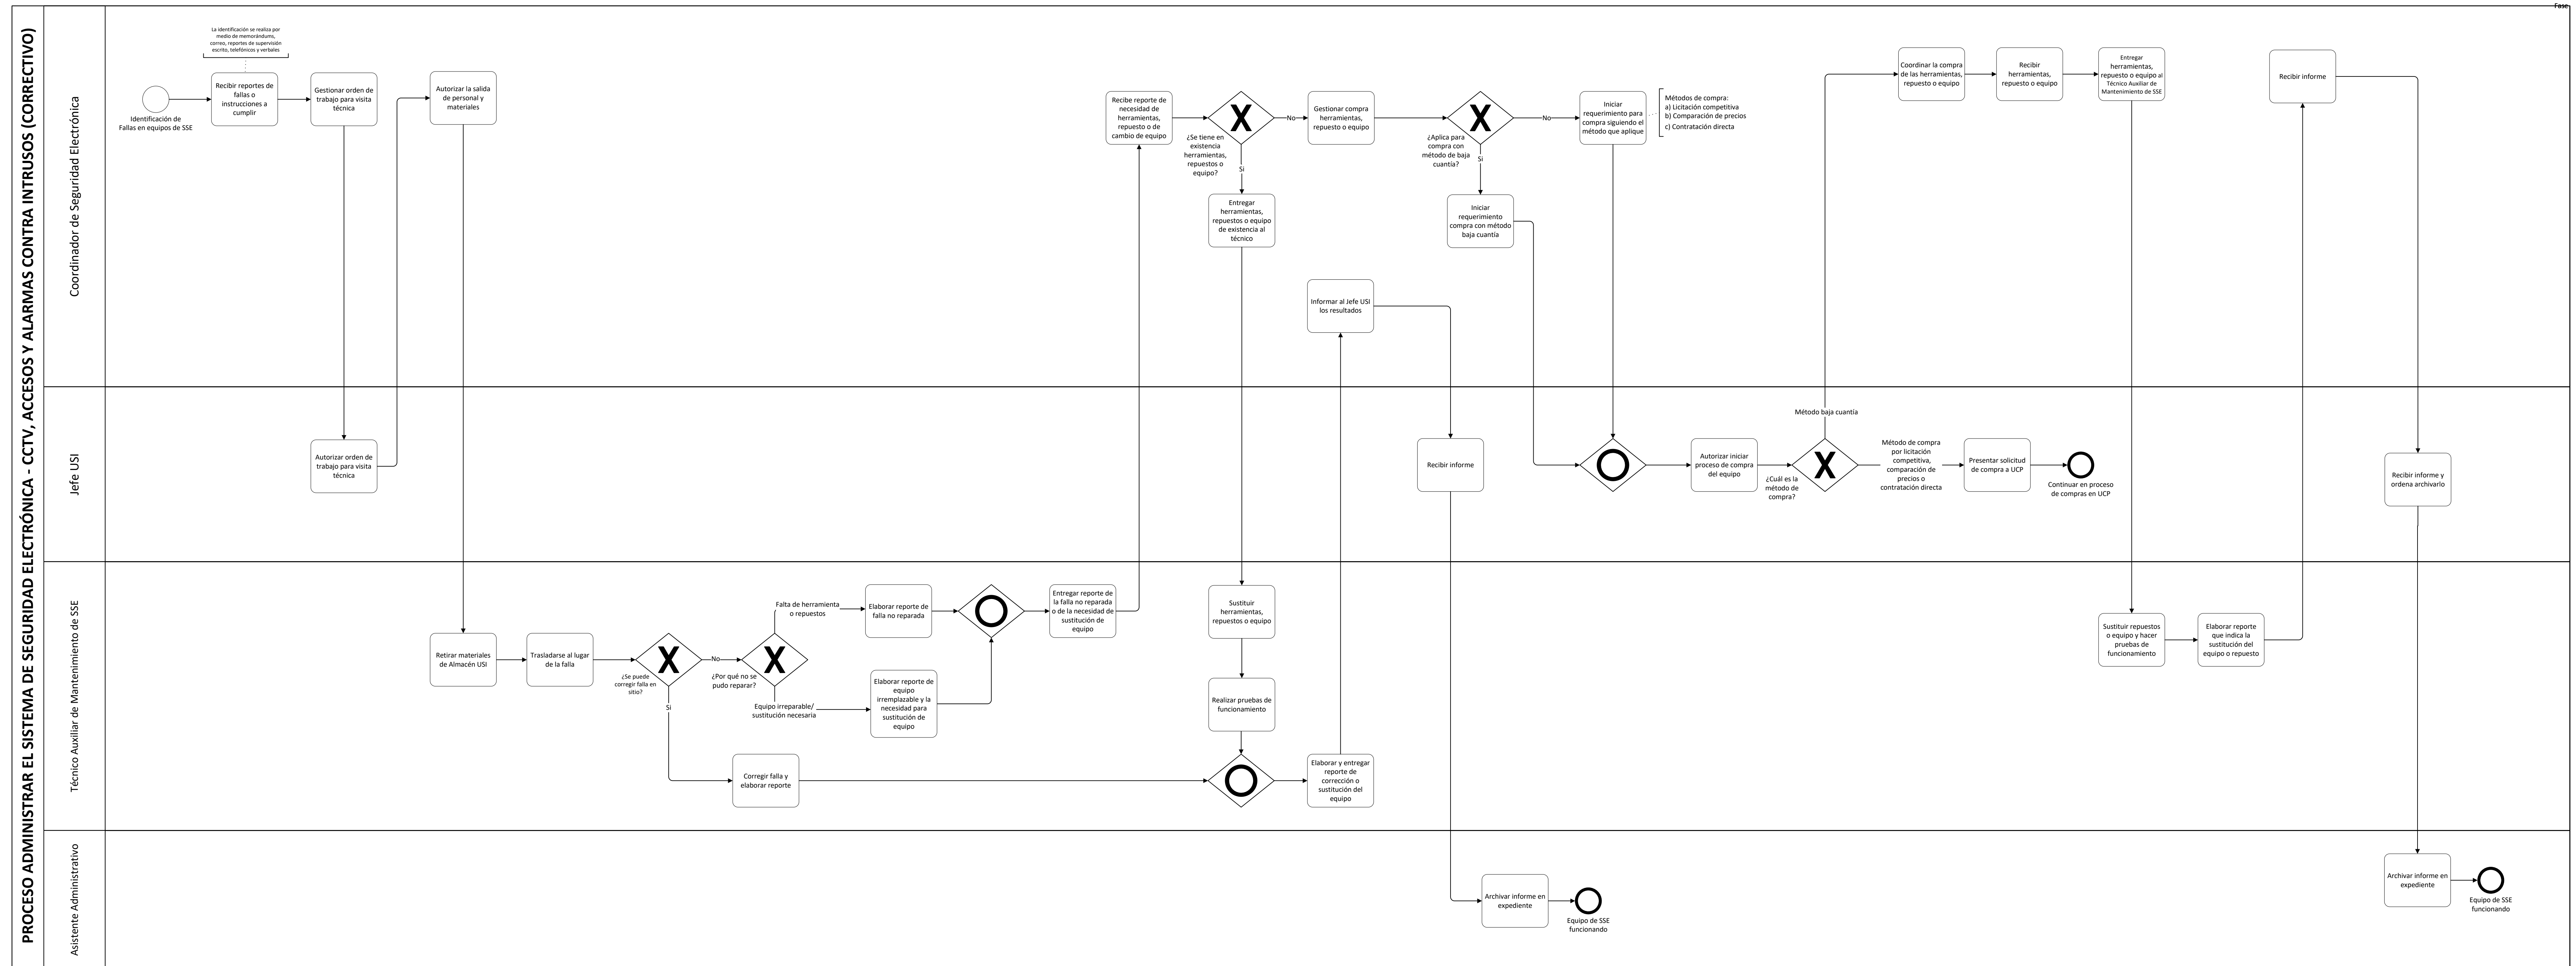 Fase
PROCESO ADMINISTRAR EL SISTEMA DE SEGURIDAD ELECTRÓNICA - CCTV, ACCESOS Y ALARMAS CONTRA INTRUSOS (CORRECTIVO)
Coordinador de Seguridad Electrónica
La identificación se realiza por
medio de memorándums,
correo, reportes de supervisión
escrito, telefónicos y verbales
Identificación de
Fallas en equipos de SSE
Recibir reportes de
fallas o
instrucciones a
cumplir
Gestionar orden de
trabajo para visita
técnica
Autorizar la salida
de personal y
materiales
Recibe reporte de
necesidad de
herramientas,
repuesto o de
cambio de equipo
¿Se tiene en
existencia
herramientas,
repuestos o
equipo?
No
Si
Entregar
herramientas,
repuestos o equipo
de existencia al
técnico
Gestionar compra
herramientas,
repuesto o equipo
¿Aplica para
compra con
método de baja
cuantía?
No
Si
Iniciar
requerimiento
compra con método
baja cuantía
Iniciar
requerimiento para
compra siguiendo el
método que aplique
Métodos de compra:
a) Licitación competitiva
b) Comparación de precios
c) Contratación directa
Informar al Jefe USI
los resultados
Coordinar la compra
de las herramientas,
repuesto o equipo
Recibir
herramientas,
repuesto o equipo
Entregar
herramientas,
repuesto o equipo al
Técnico Auxiliar de
Mantenimiento de SSE
Recibir informe
Jefe USI
Autorizar orden de
trabajo para visita
técnica
Recibir informe
Autorizar iniciar
proceso de compra
del equipo
¿Cuál es la
método de
compra?
Método baja cuantía
Método de compra
por licitación
competitiva,
comparación de
precios o
contratación directa
Presentar solicitud
de compra a UCP
Continuar en proceso
de compras en UCP
Recibir informe y
ordena archivarlo
Técnico Auxiliar de Mantenimiento de SSE
Retirar materiales
de Almacén USI
Trasladarse al lugar
de la falla
¿Se puede
corregir falla en
sitio?
No
Si
¿Por qué no se
pudo reparar?
Falta de herramienta
o repuestos
Equipo irreparable/
sustitución necesaria
Elaborar reporte de
falla no reparada
Elaborar reporte de
equipo
irremplazable y la
necesidad para
sustitución de
equipo
Corregir falla y
elaborar reporte
Entregar reporte de
la falla no reparada
o de la necesidad de
sustitución de
equipo
Sustituir
herramientas,
repuestos o equipo
Realizar pruebas de
funcionamiento
Elaborar y entregar
reporte de
corrección o
sustitución del
equipo
Sustituir repuestos
o equipo y hacer
pruebas de
funcionamiento
Elaborar reporte
que indica la
sustitución del
equipo o repuesto
Asistente Administrativo
Archivar informe en
expediente
Equipo de SSE
funcionando
Archivar informe en
expediente
Equipo de SSE
funcionando